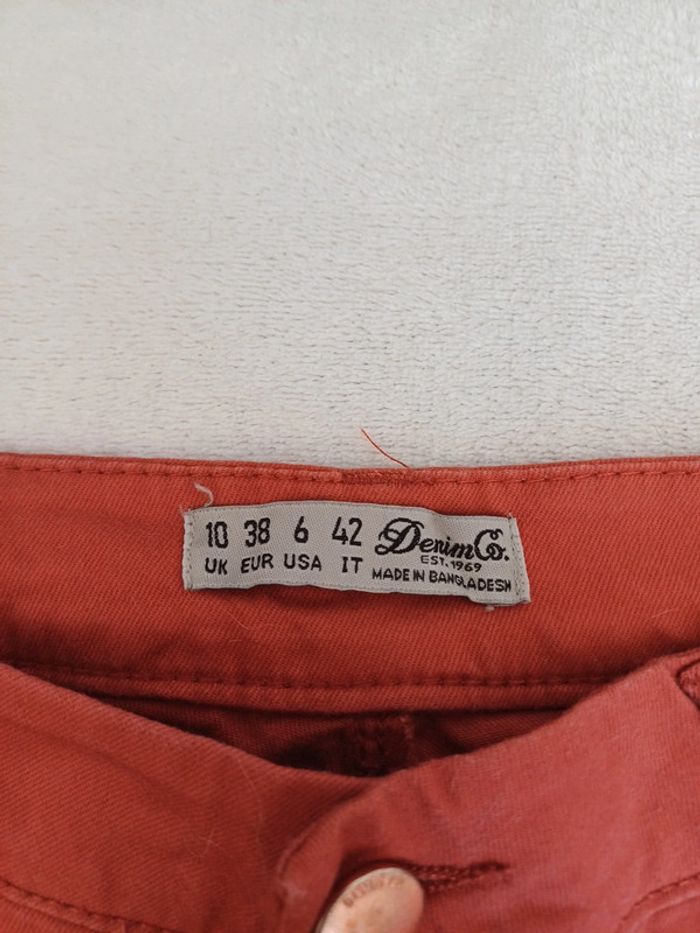 10 38 6 42 Denim Co.
UK EUR USA IT EST. 1969
MADE IN BANGLADESH